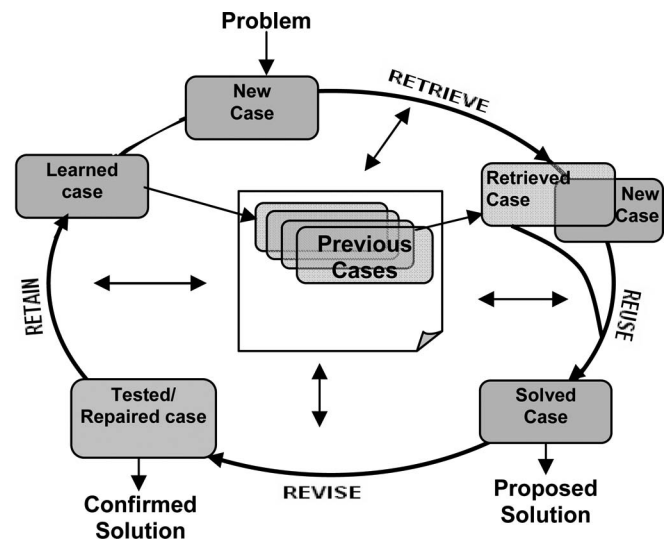 Problem
New
Case
RETRIEVE
Learned
case
Retrieved
Case
New
Case
Previous
Cases
RETAIN
REUSE
Tested/
Repaired case
Solved
Case
REVISE
Confirmed
Solution
Proposed
Solution